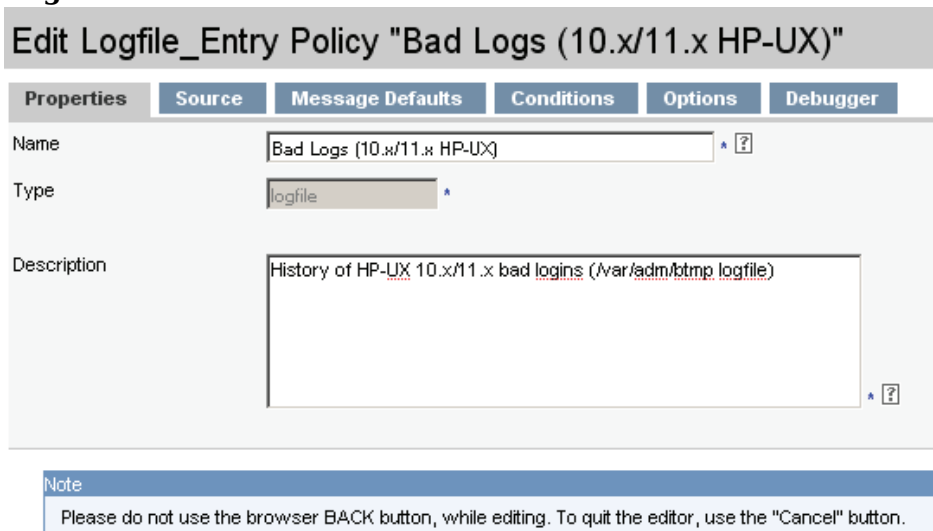 Edit Logfile_Entry Policy "Bad Logs (10.x/11.x HP-UX)"
Properties Source Message Defaults Conditions Options Debugger
Name Bad Logs (10.x/11.x HP-UX) * ?
Type logfile *
Description History of HP-UX 10.x/11.x bad logins (/var/adm/btmp logfile)
* ?
Note
Please do not use the browser BACK button, while editing. To quit the editor, use the "Cancel" button.